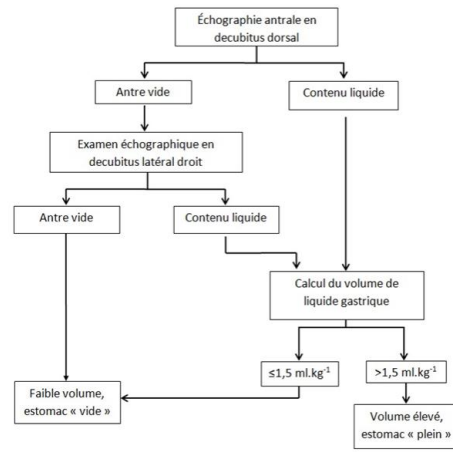 Échographie antrale en
decubitus dorsal
Antre vide
Contenu liquide
Examen échographique en
decubitus latéral droit
Antre vide
Contenu liquide
Calcul du volume de
liquide gastrique
≤1,5 ml.kg⁻¹
>1,5 ml.kg⁻¹
Faible volume,
estomac « vide »
Volume élevé,
estomac « plein »